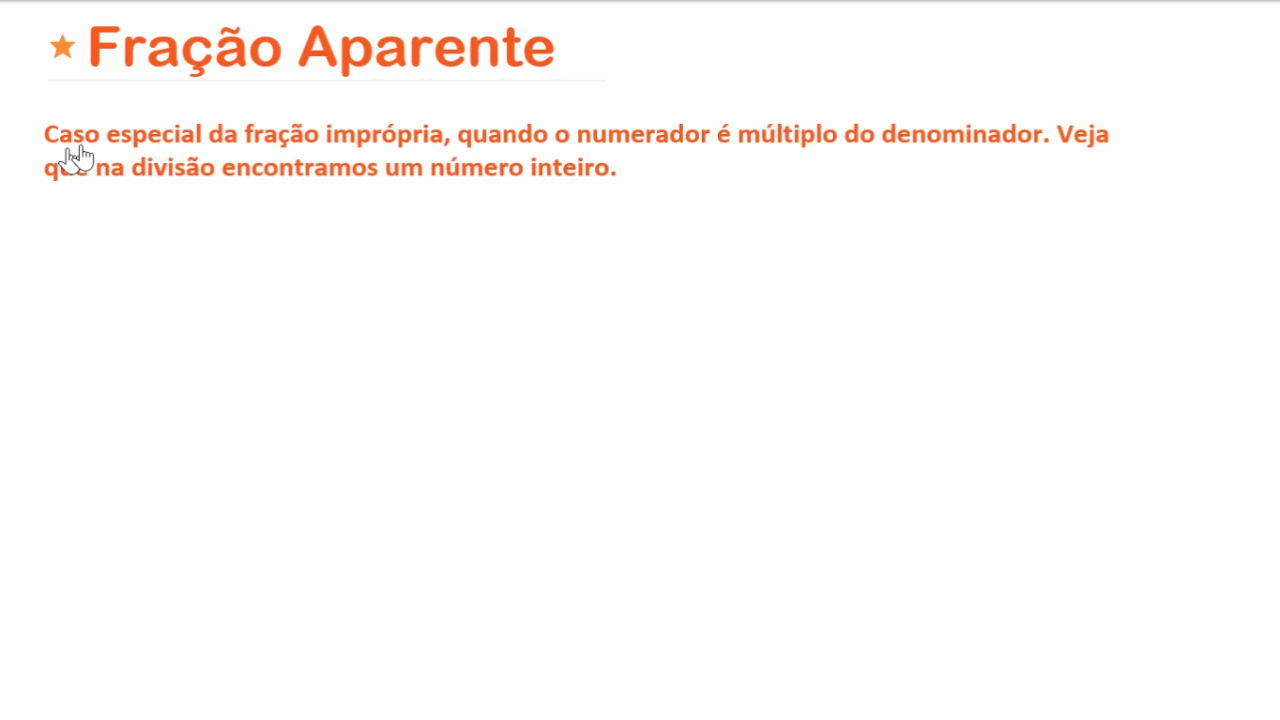 Fração Aparente
Caso especial da fração imprópria, quando o numerador é múltiplo do denominador. Veja
que na divisão encontramos um número inteiro.